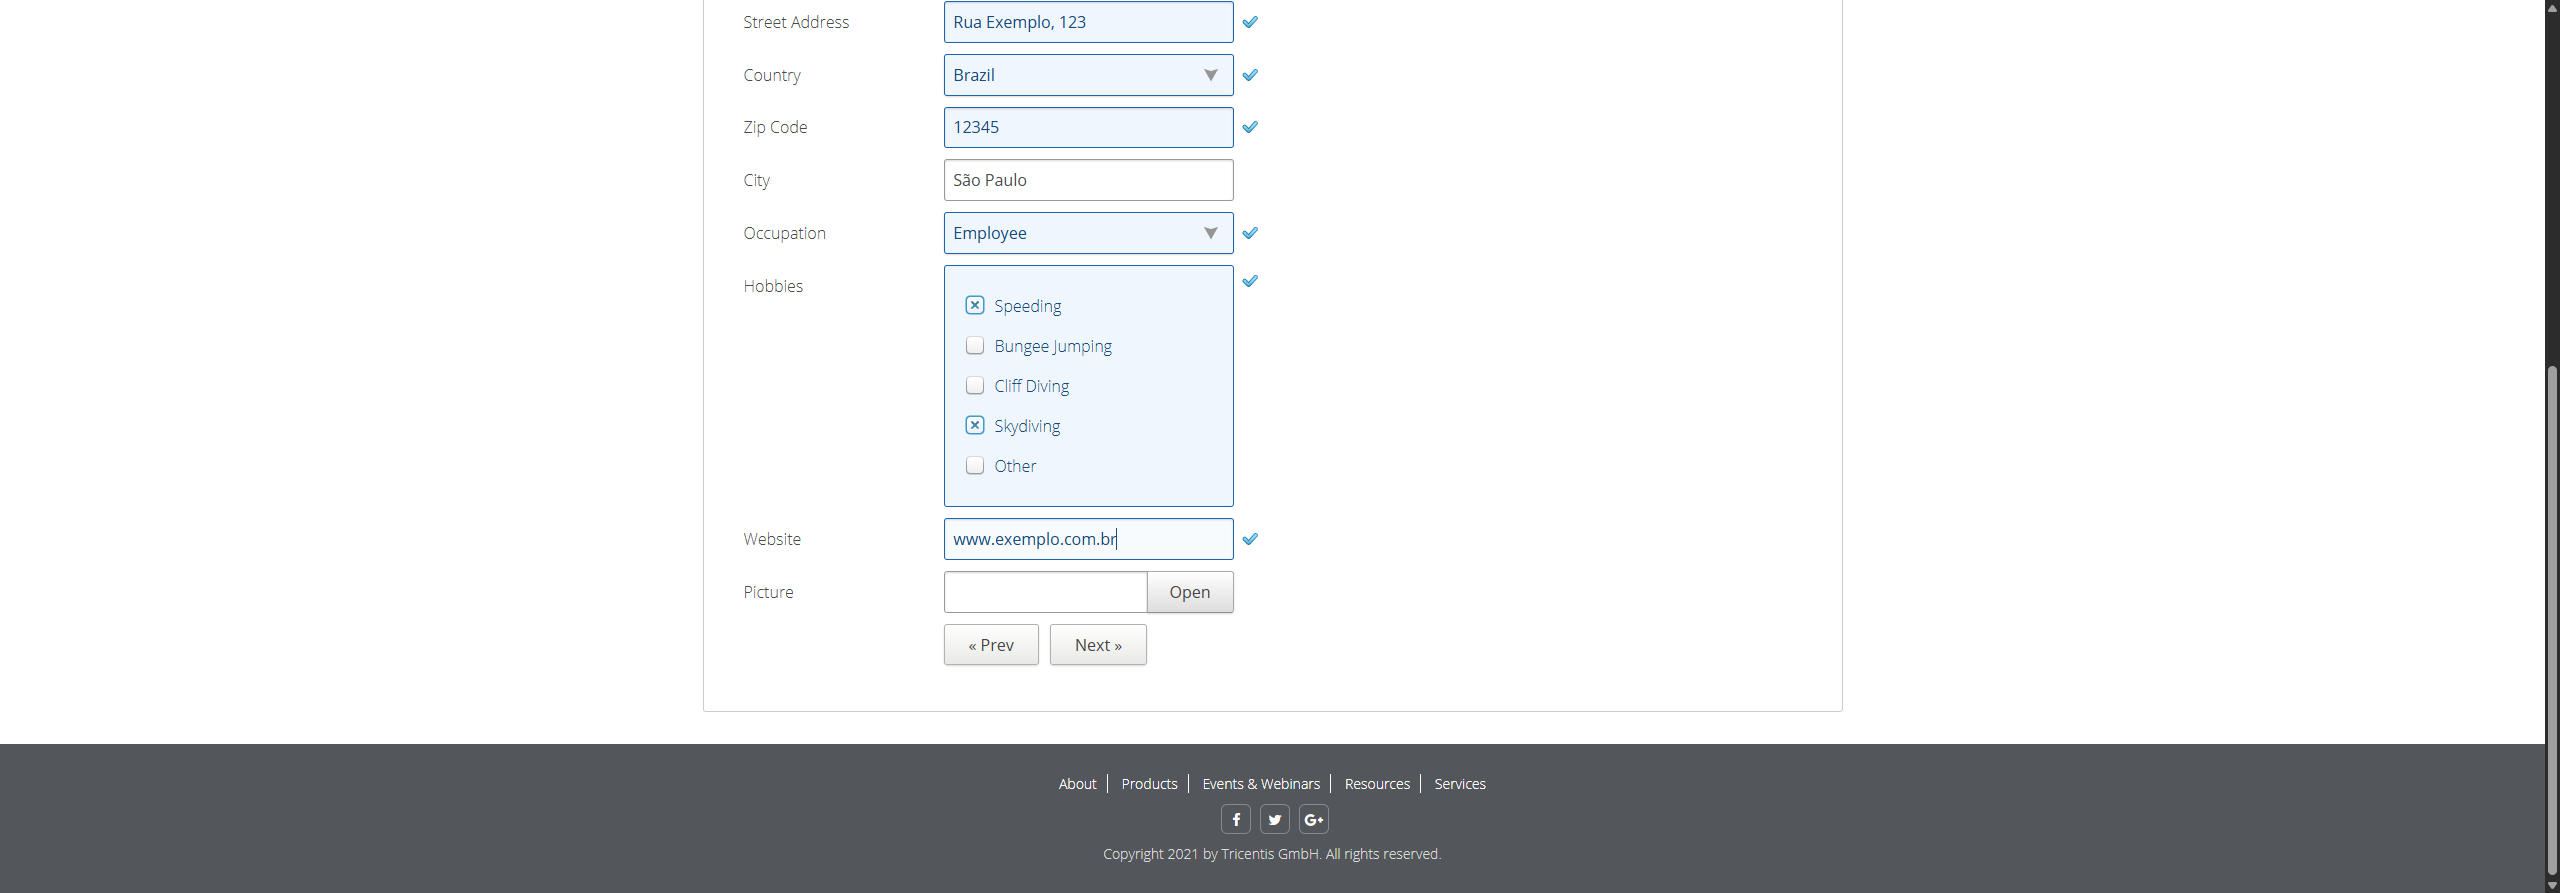 Street Address Rua Exemplo, 123
Country Brazil
Zip Code 12345
City São Paulo
Occupation Employee
Hobbies
Speeding
Bungee Jumping
Cliff Diving
Skydiving
Other
Website www.exemplo.com.br
Picture Open
« Prev Next »
About Products Events & Webinars Resources Services
f G+
Copyright 2021 by Tricentis GmbH. All rights reserved.